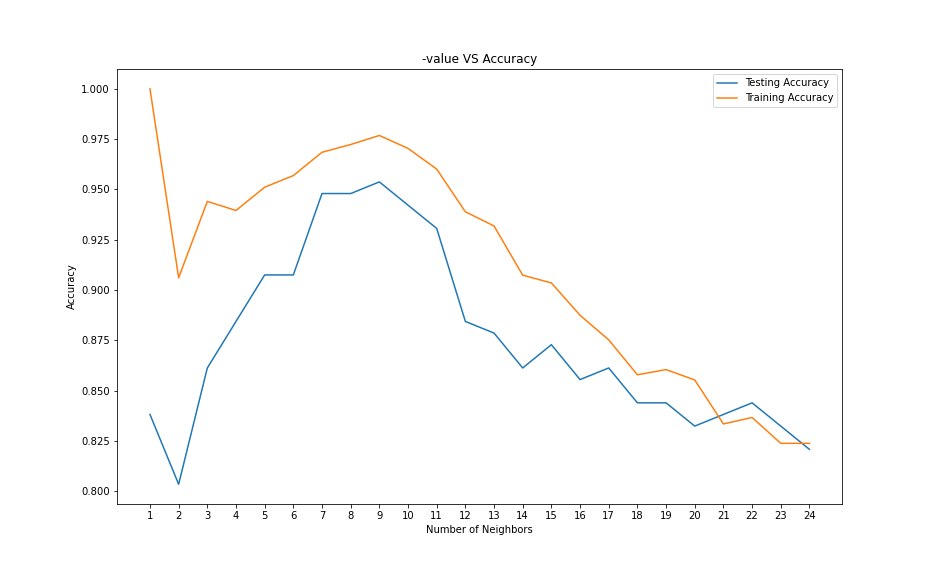 -value VS Accuracy
Testing Accuracy
Training Accuracy
1.000
0.975
0.950
0.925
0.900
0.875
0.850
0.825
0.800
Accuracy
1 2 3 4 5 6 7 8 9 10 11 12 13 14 15 16 17 18 19 20 21 22 23 24
Number of Neighbors